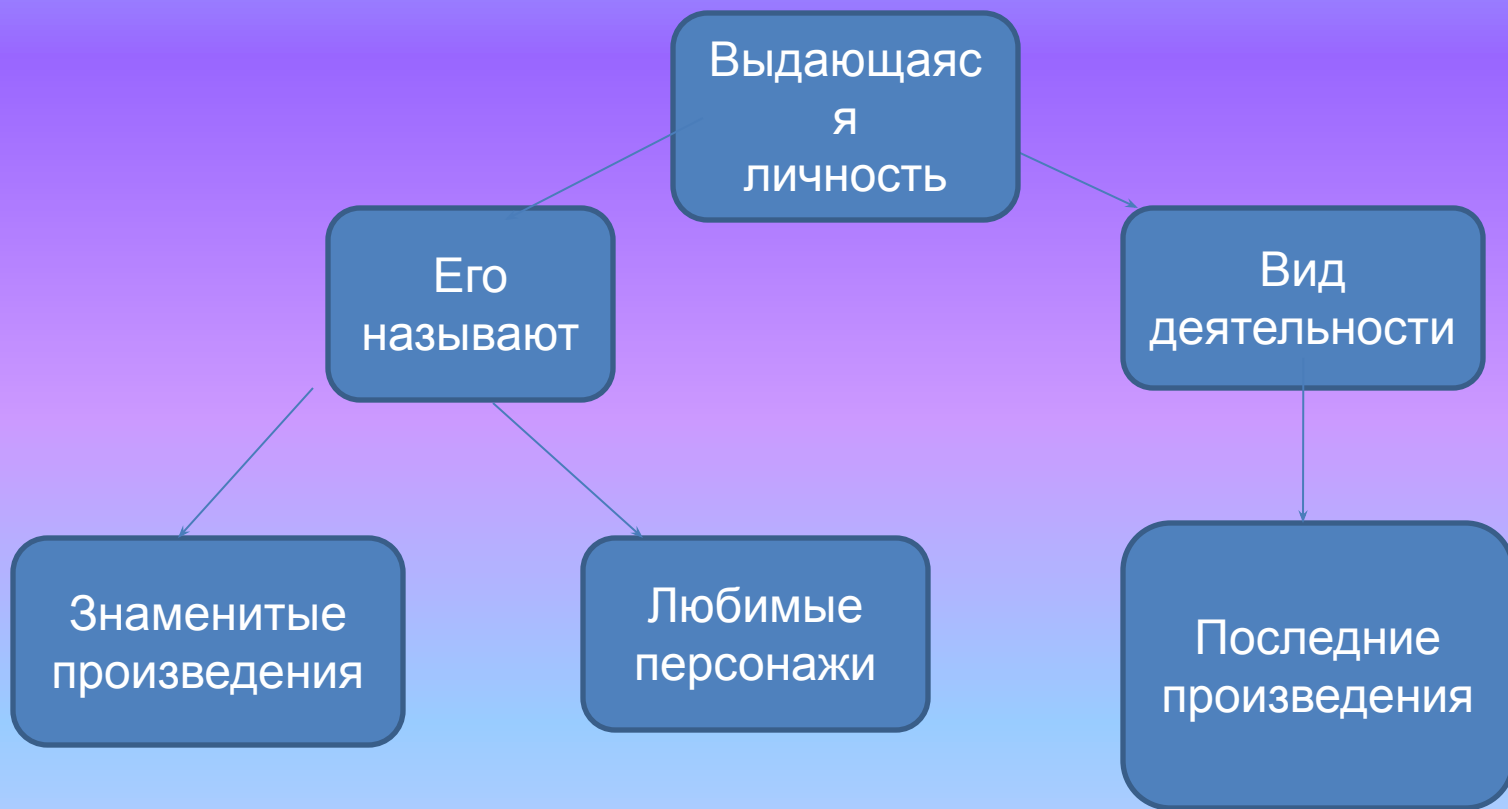 Выдающаяс
я
личность
Его
называют
Вид
деятельности
Знаменитые
произведения
Любимые
персонажи
Последние
произведения